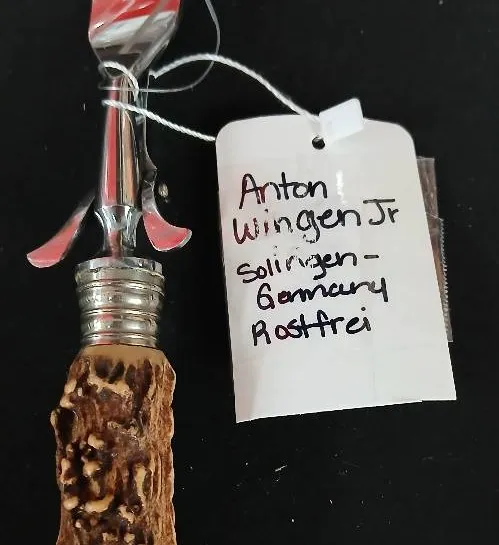 Anton
Wingen Jr
Solingen-
Germany
Rostfrei